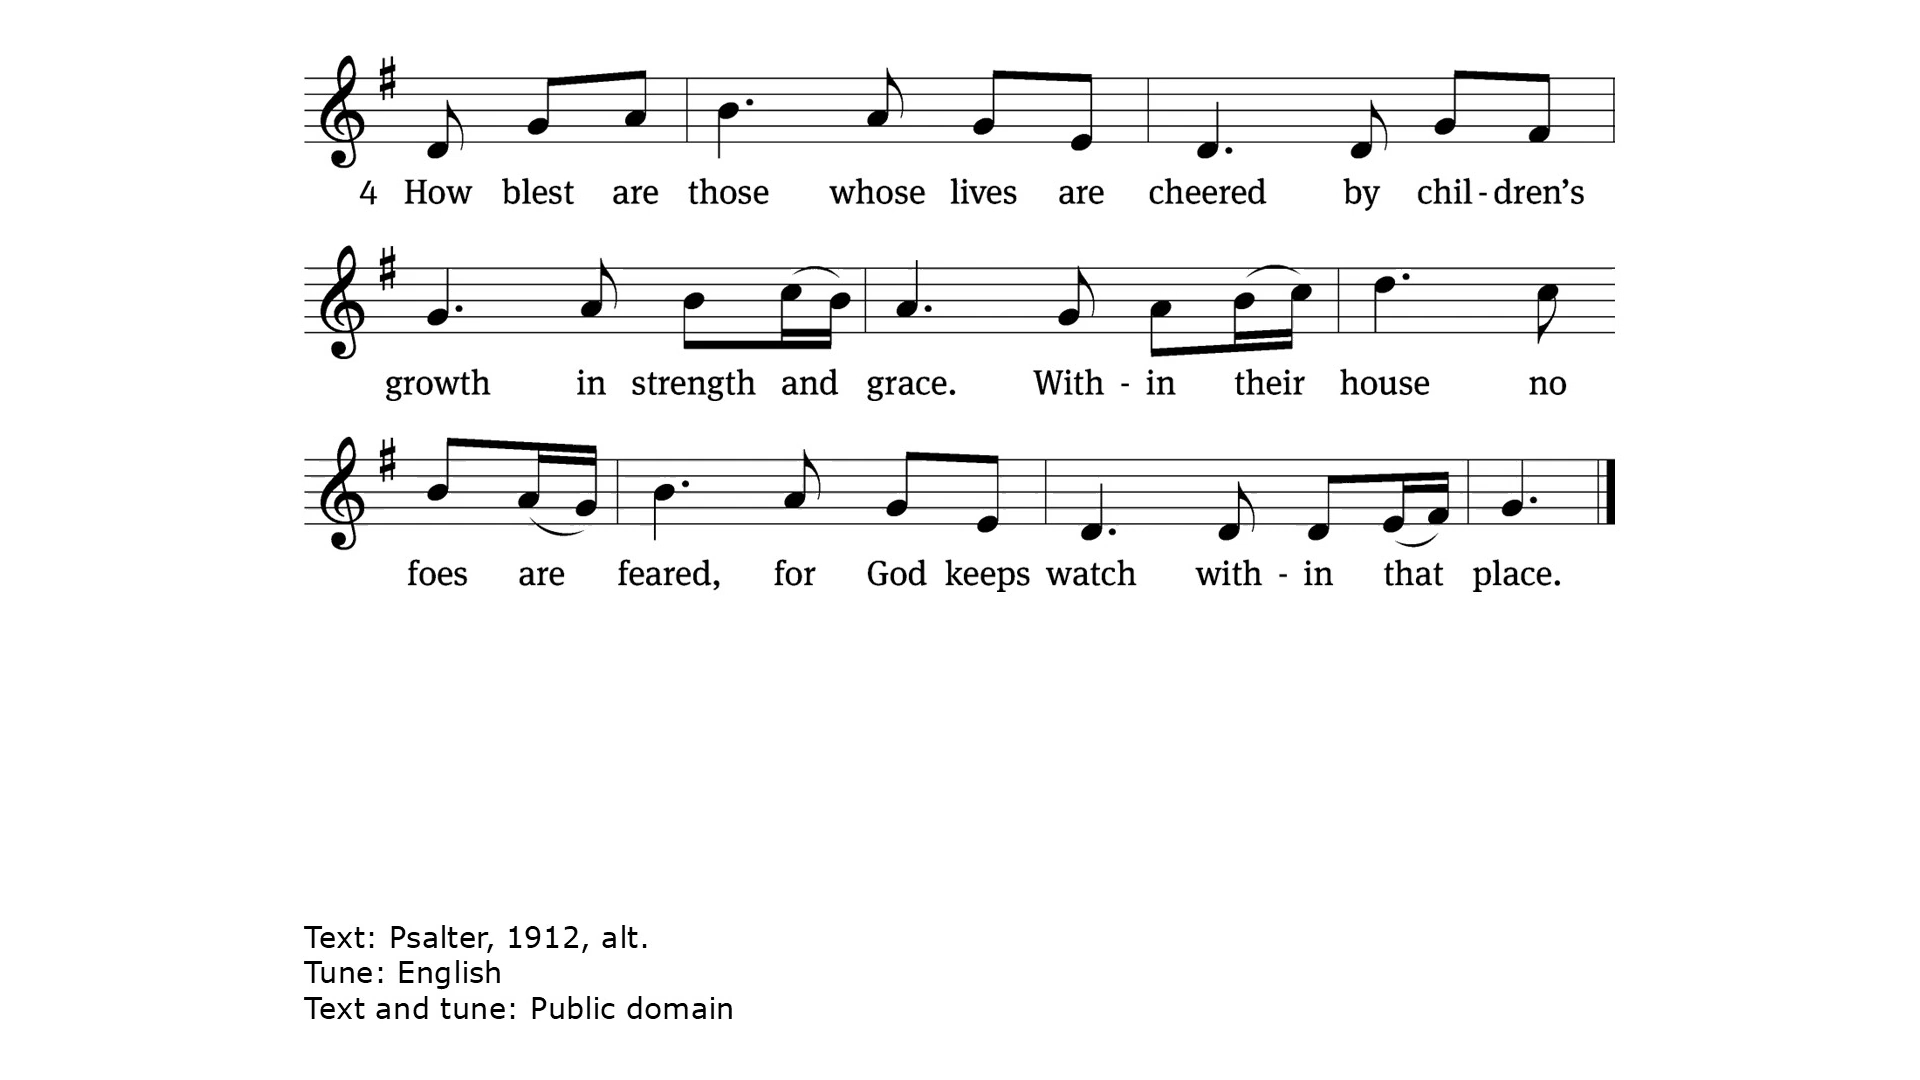 4 How blest are those whose lives are cheered by chil - dren’s
growth in strength and grace. With - in their house no
foes are feared, for God keeps watch with - in that place.
Text: Psalter, 1912, alt.
Tune: English
Text and tune: Public domain